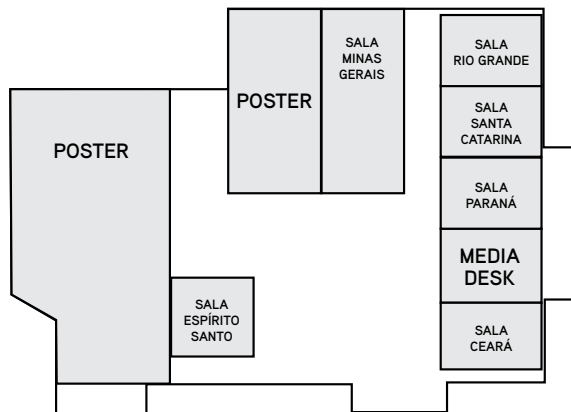 POSTER
POSTER
SALA
MINAS
GERAIS
SALA
RIO GRANDE
SALA
SANTA
CATARINA
SALA
PARANÁ
MEDIA
DESK
SALA
CEARÁ
SALA
ESPÍRITO
SANTO